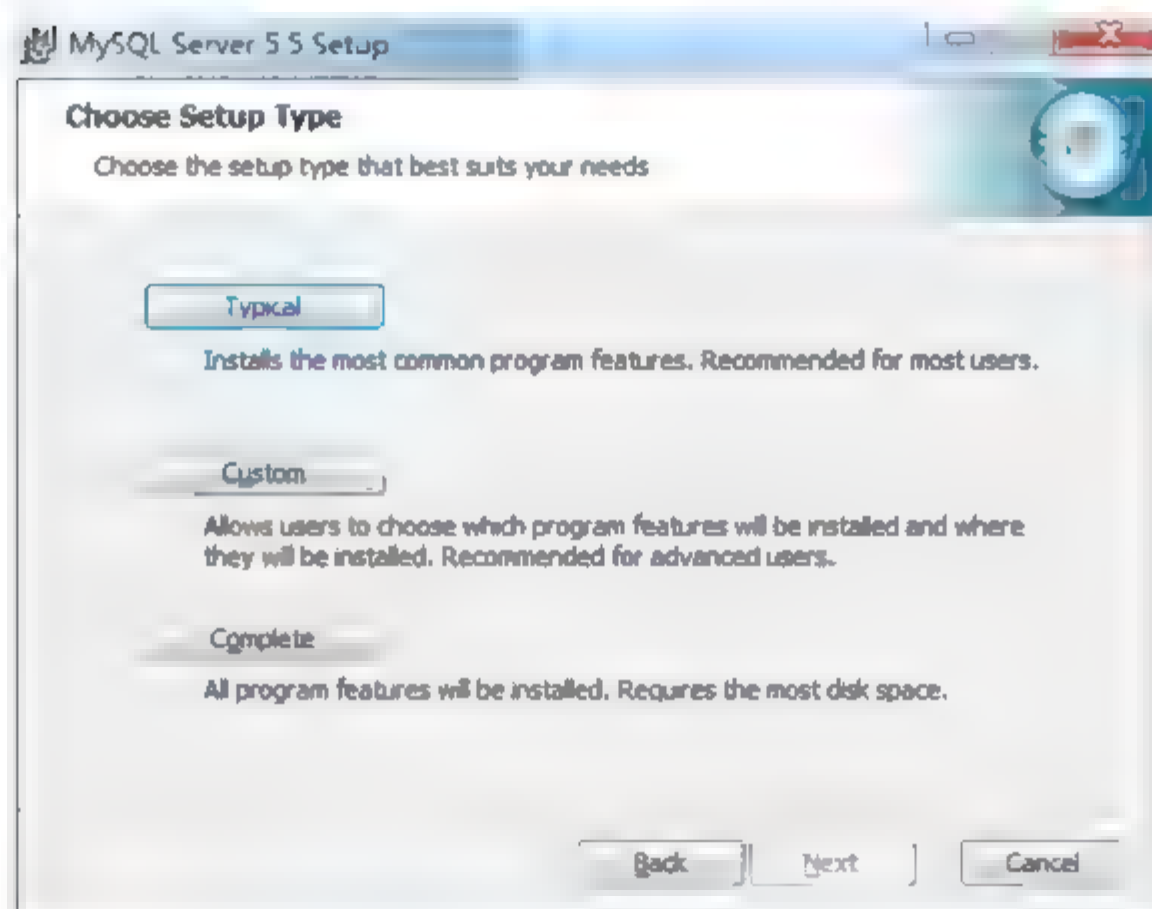 MySQL Server 5 5 Setup
Choose Setup Type
Choose the setup type that best suits your needs
Typical
Installs the most common program features. Recommended for most users.
Custom
Allows users to choose which program features will be installed and where
they will be installed. Recommended for advanced users.
Complete
All program features will be installed. Requires the most disk space.
Back Next Cancel